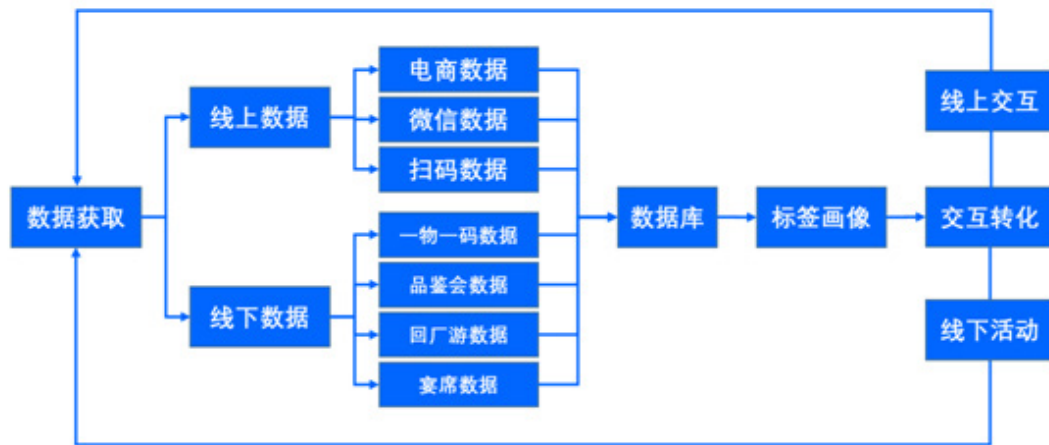 数据获取
线上数据
线下数据
电商数据
微信数据
扫码数据
一物一码数据
品鉴会数据
回厂游数据
宴席数据
数据库
标签画像
线上交互
交互转化
线下活动